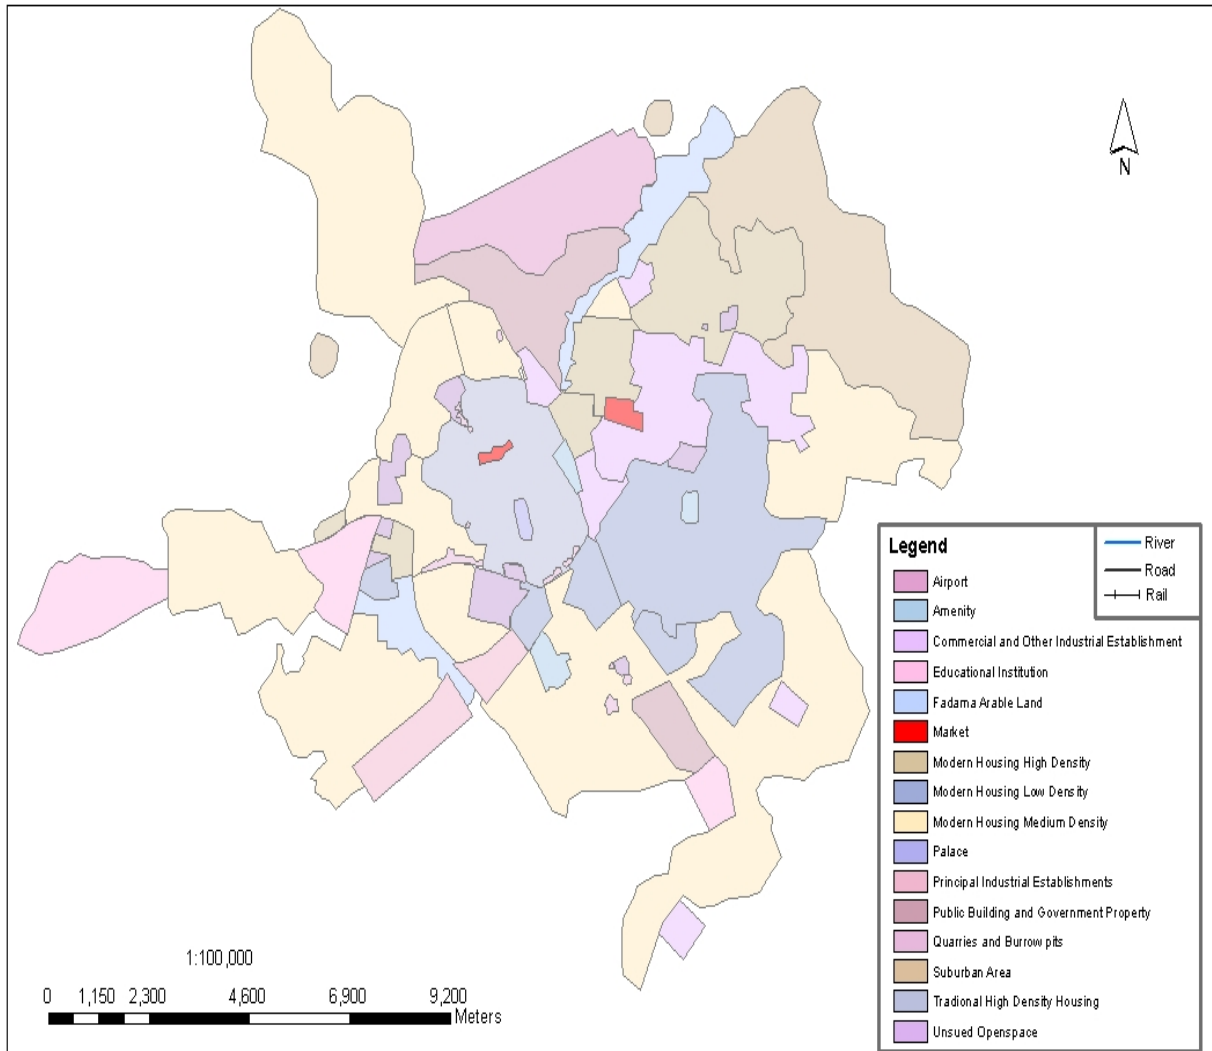 N
Legend
River
Road
Rail
Airport
Amenity
Commercial and Other Industrial Establishment
Educational Institution
Fadama Arable Land
Market
Modern Housing High Density
Modern Housing Low Density
Modern Housing Medium Density
Palace
Principal Industrial Establishments
Public Building and Government Property
Quarries and Burrow pits
Suburban Area
Tradional High Density Housing
Unsued Openspace
1:100,000
0 1,150 2,300 4,600 6,900 9,200
Meters